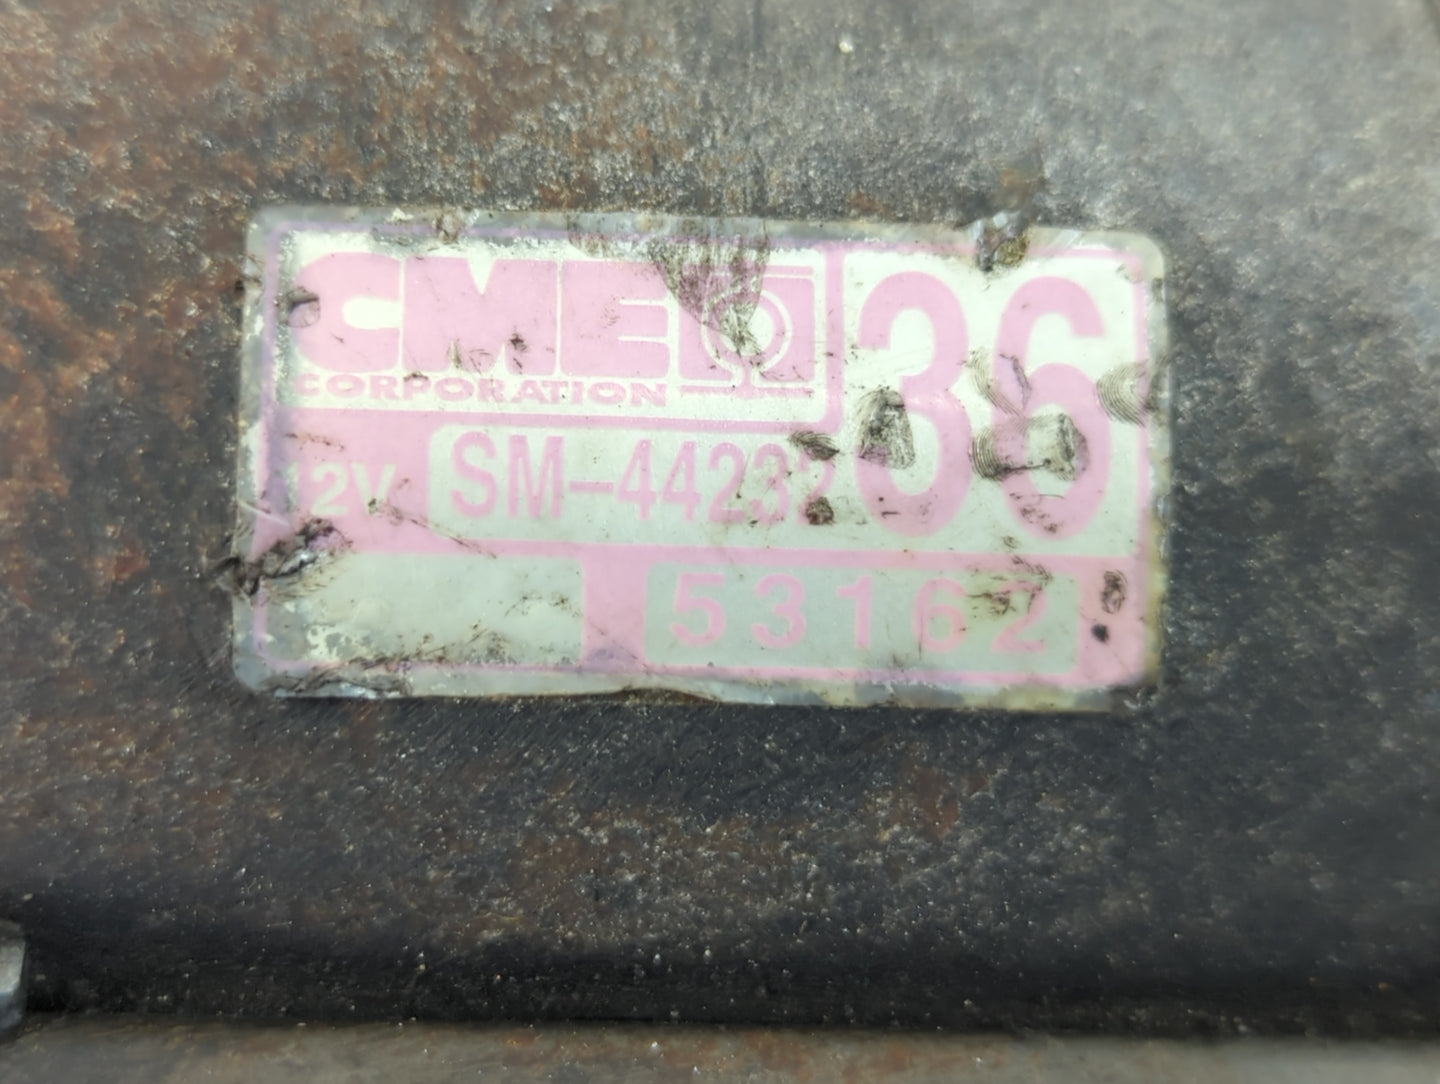 CME
CORPORATION
36
12V
SM-44232
53162